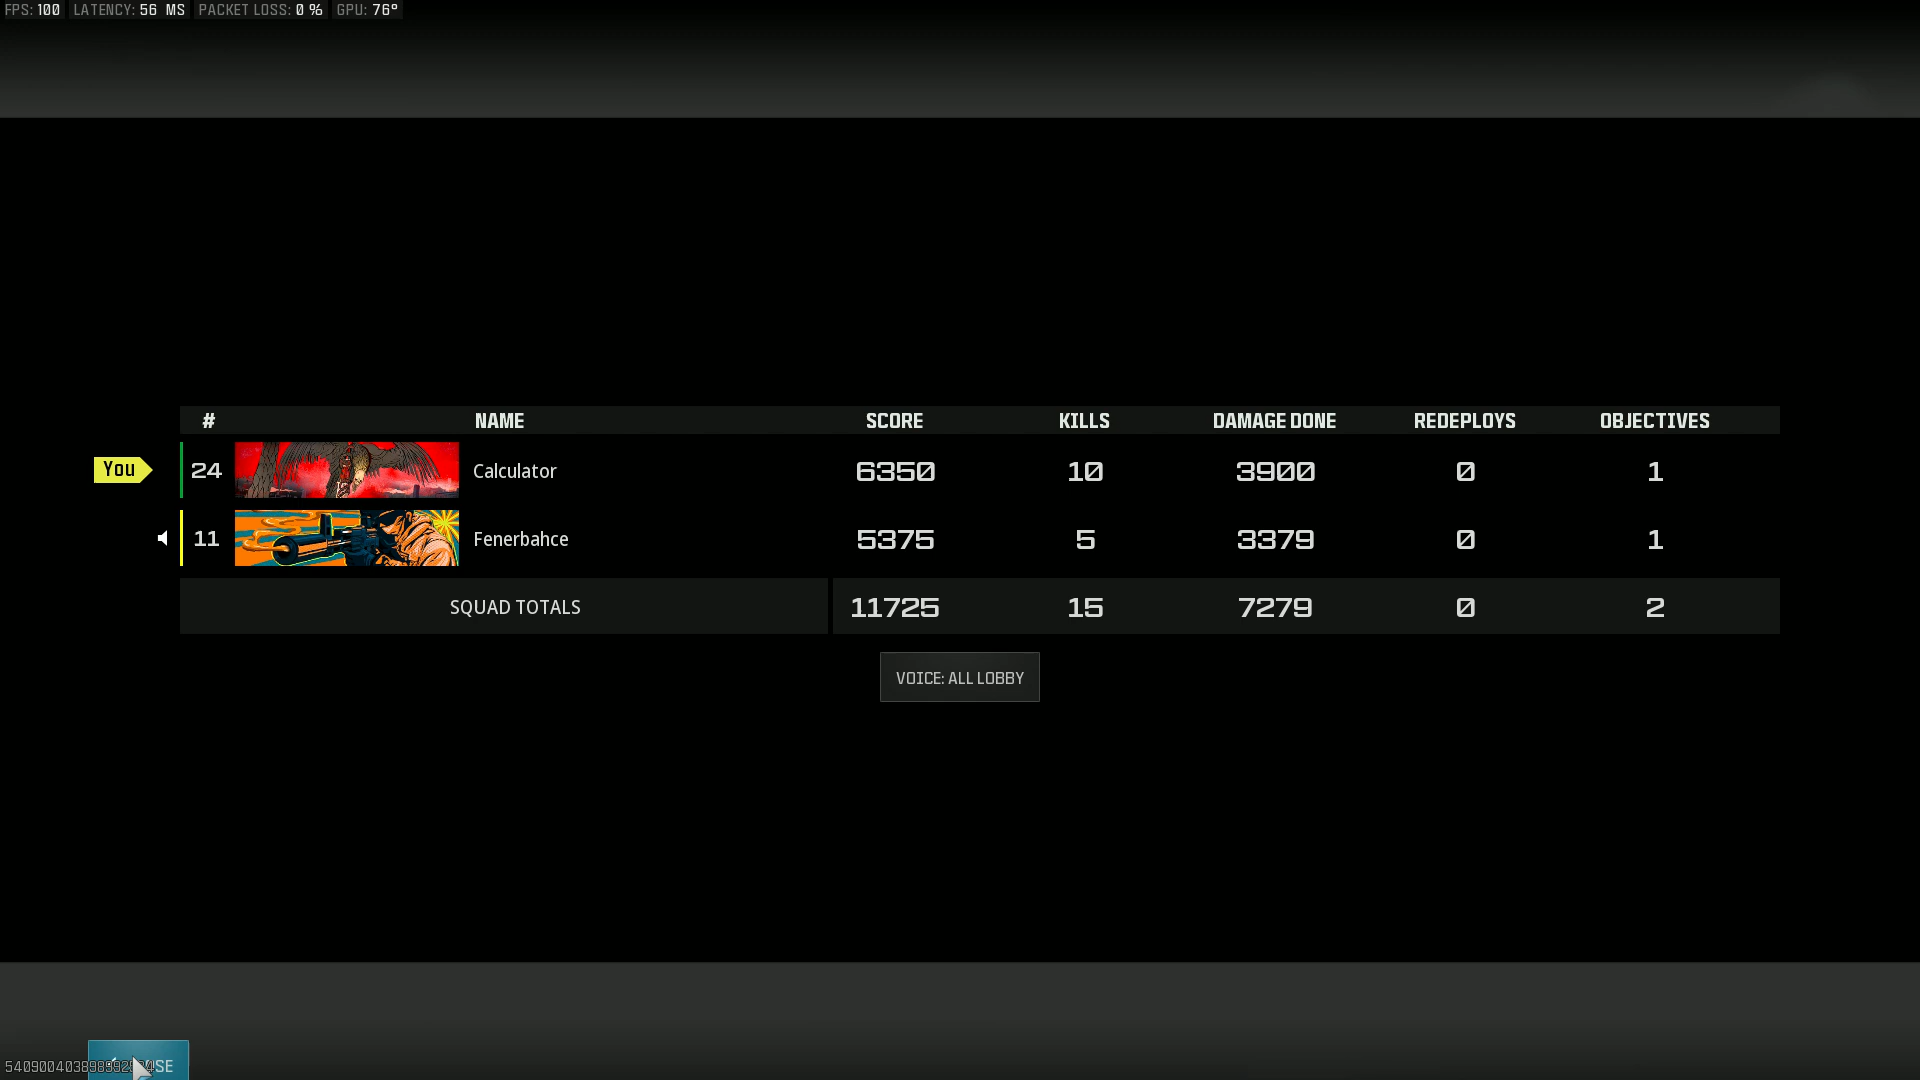 FPS: 100 LATENCY: 56 MS PACKET LOSS: 0 % GPU: 76°
# NAME SCORE KILLS DAMAGE DONE REDEPLOYS OBJECTIVES
You 24 Calculator 6350 10 3900 0 1
11 Fenerbahce 5375 5 3379 0 1
SQUAD TOTALS 11725 15 7279 0 2
VOICE: ALL LOBBY